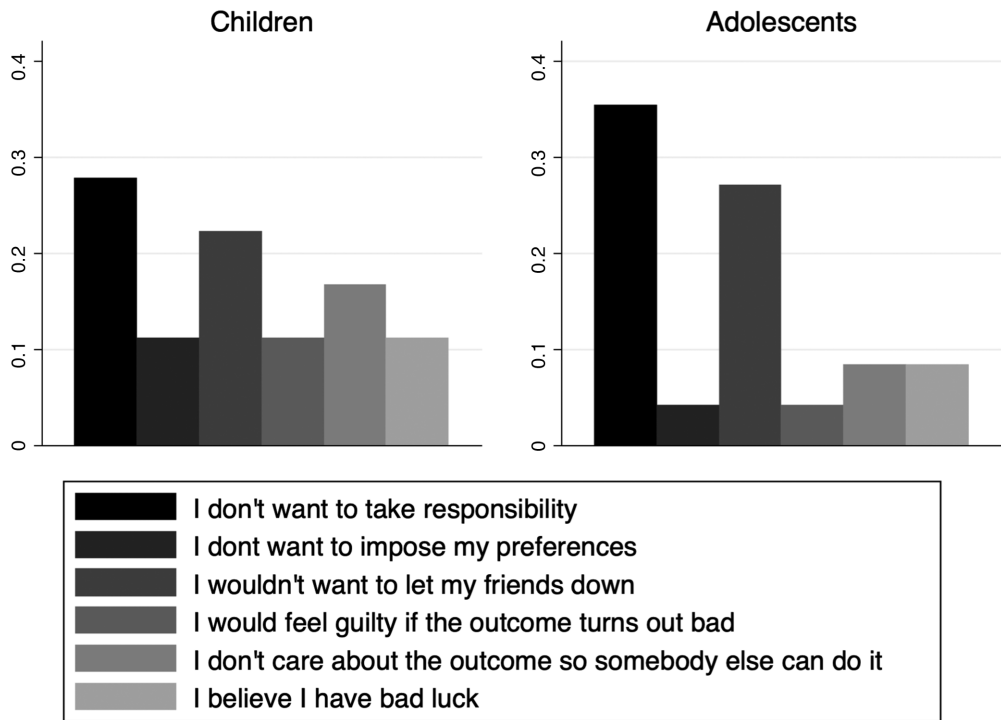 Children
Adolescents
0.4
0.3
0.2
0.1
0
0.4
0.3
0.2
0.1
0
I don't want to take responsibility
I dont want to impose my preferences
I wouldn't want to let my friends down
I would feel guilty if the outcome turns out bad
I don't care about the outcome so somebody else can do it
I believe I have bad luck